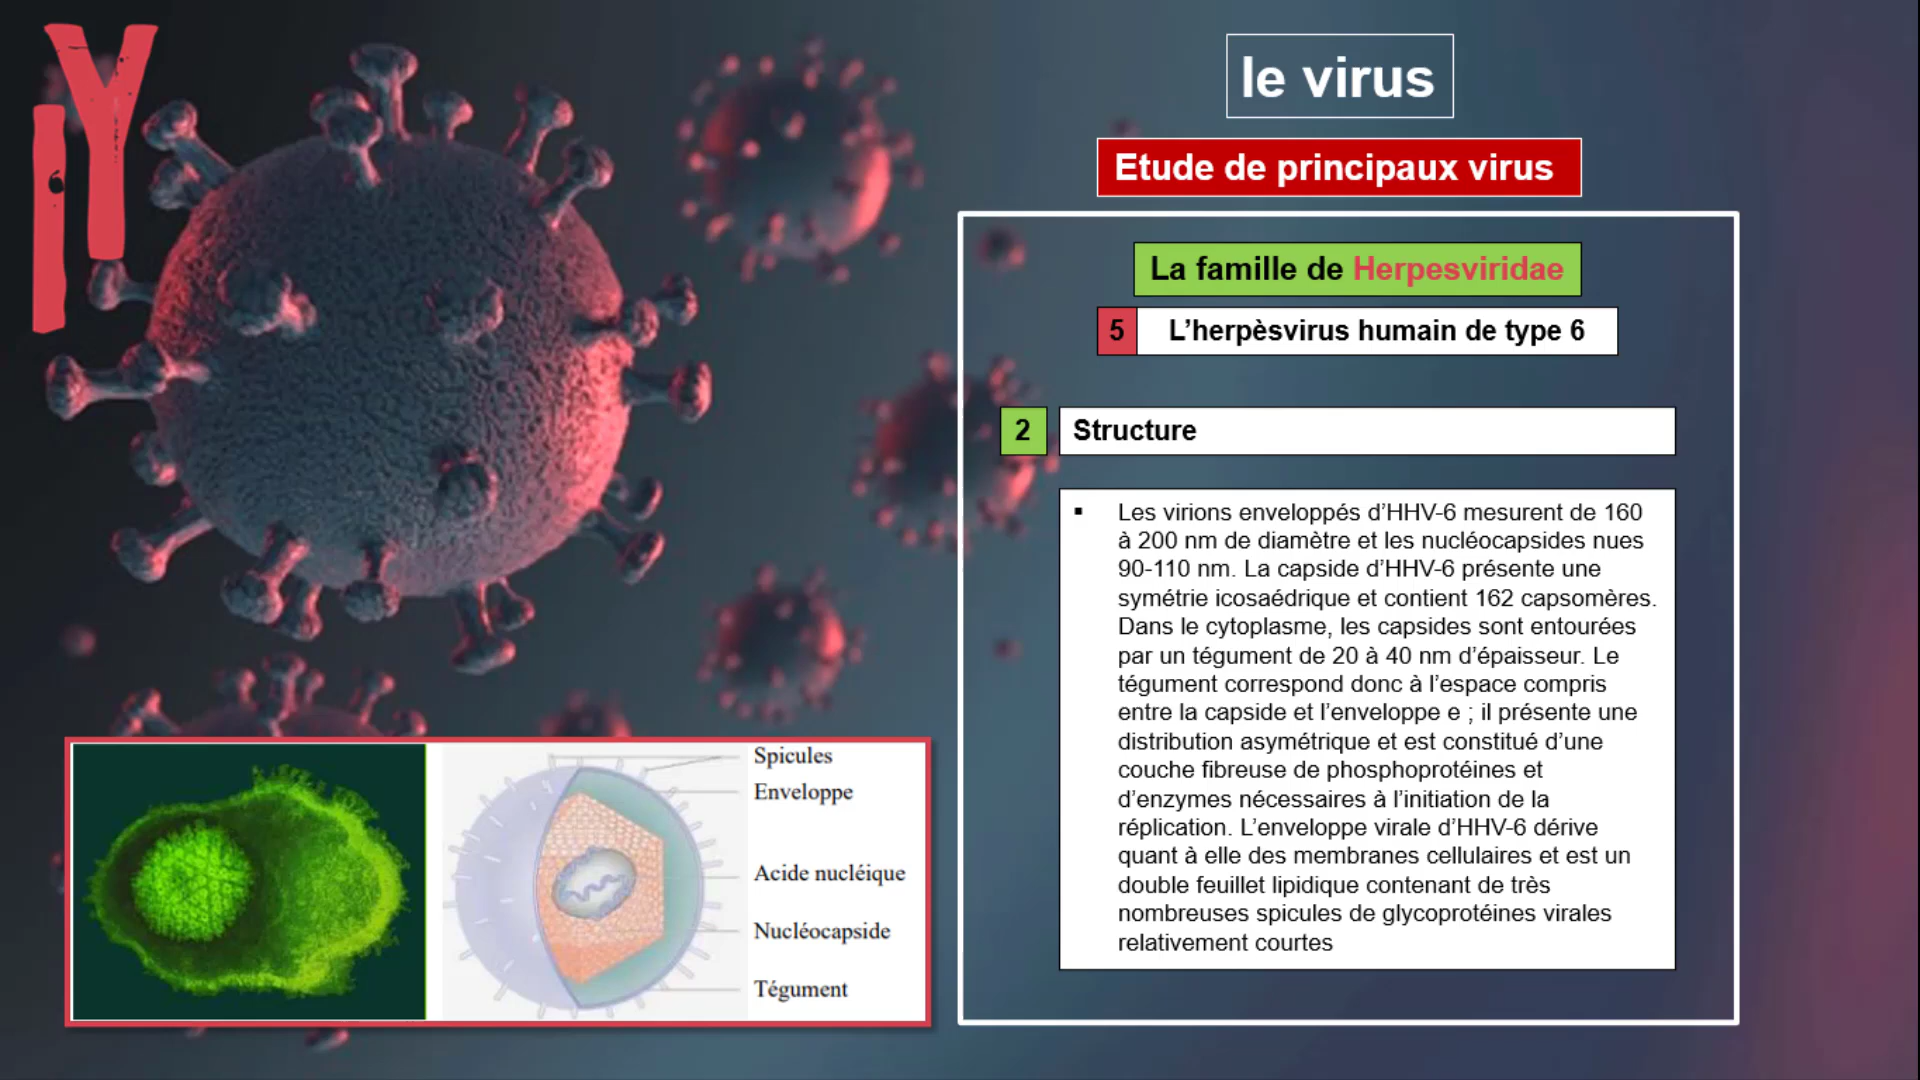 le virus
Etude de principaux virus
La famille de Herpesviridae
5 L’herpèsvirus humain de type 6
2 Structure
▪ Les virions enveloppés d’HHV-6 mesurent de 160
à 200 nm de diamètre et les nucléocapsides nues
90-110 nm. La capside d’HHV-6 présente une
symétrie icosaédrique et contient 162 capsomères.
Dans le cytoplasme, les capsides sont entourées
par un tégument de 20 à 40 nm d’épaisseur. Le
tégument correspond donc à l’espace compris
entre la capside et l’enveloppe e ; il présente une
distribution asymétrique et est constitué d’une
couche fibreuse de phosphoprotéines et
d’enzymes nécessaires à l’initiation de la
réplication. L’enveloppe virale d’HHV-6 dérive
quant à elle des membranes cellulaires et est un
double feuillet lipidique contenant de très
nombreuses spicules de glycoprotéines virales
relativement courtes
Spicules
Enveloppe
Acide nucléique
Nucléocapside
Tégument